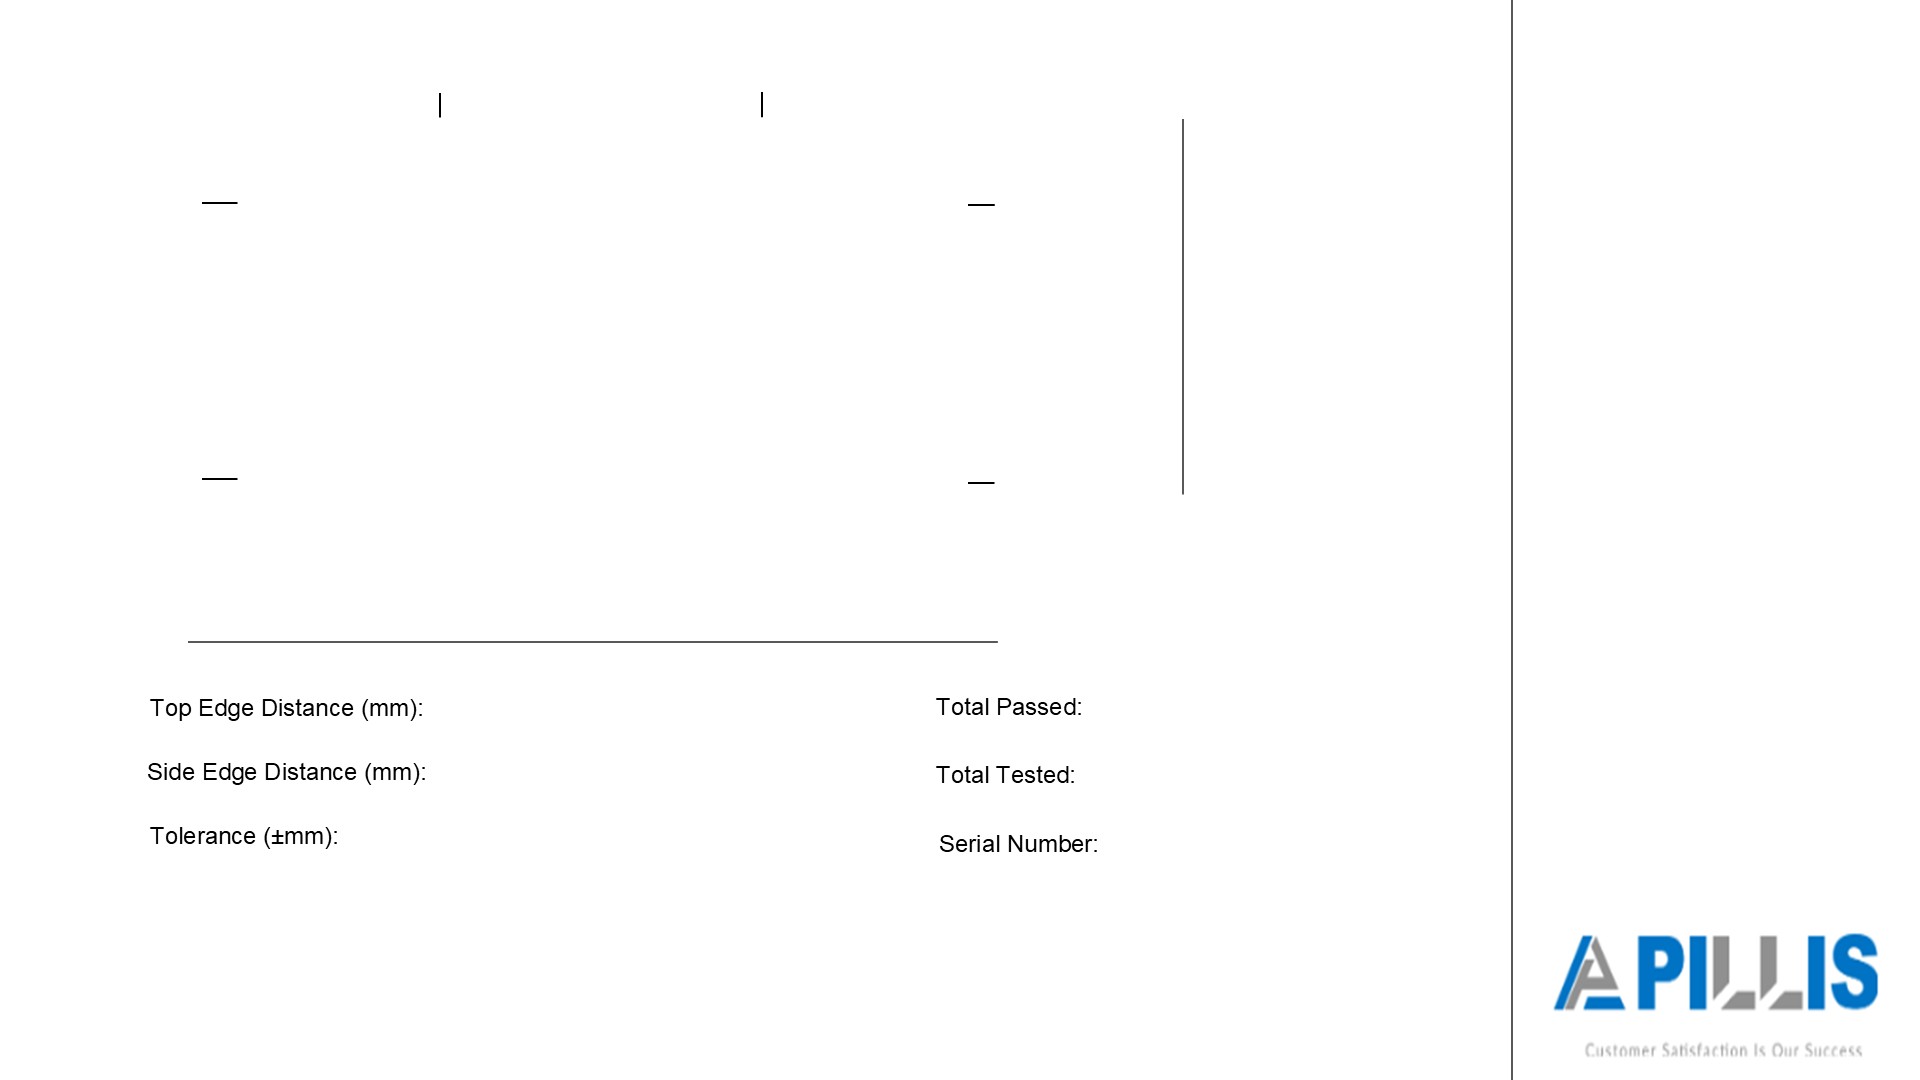 Top Edge Distance (mm):
Total Passed:
Side Edge Distance (mm):
Total Tested:
Tolerance (±mm):
Serial Number:
APILLIS
Customer Satisfaction Is Our Success